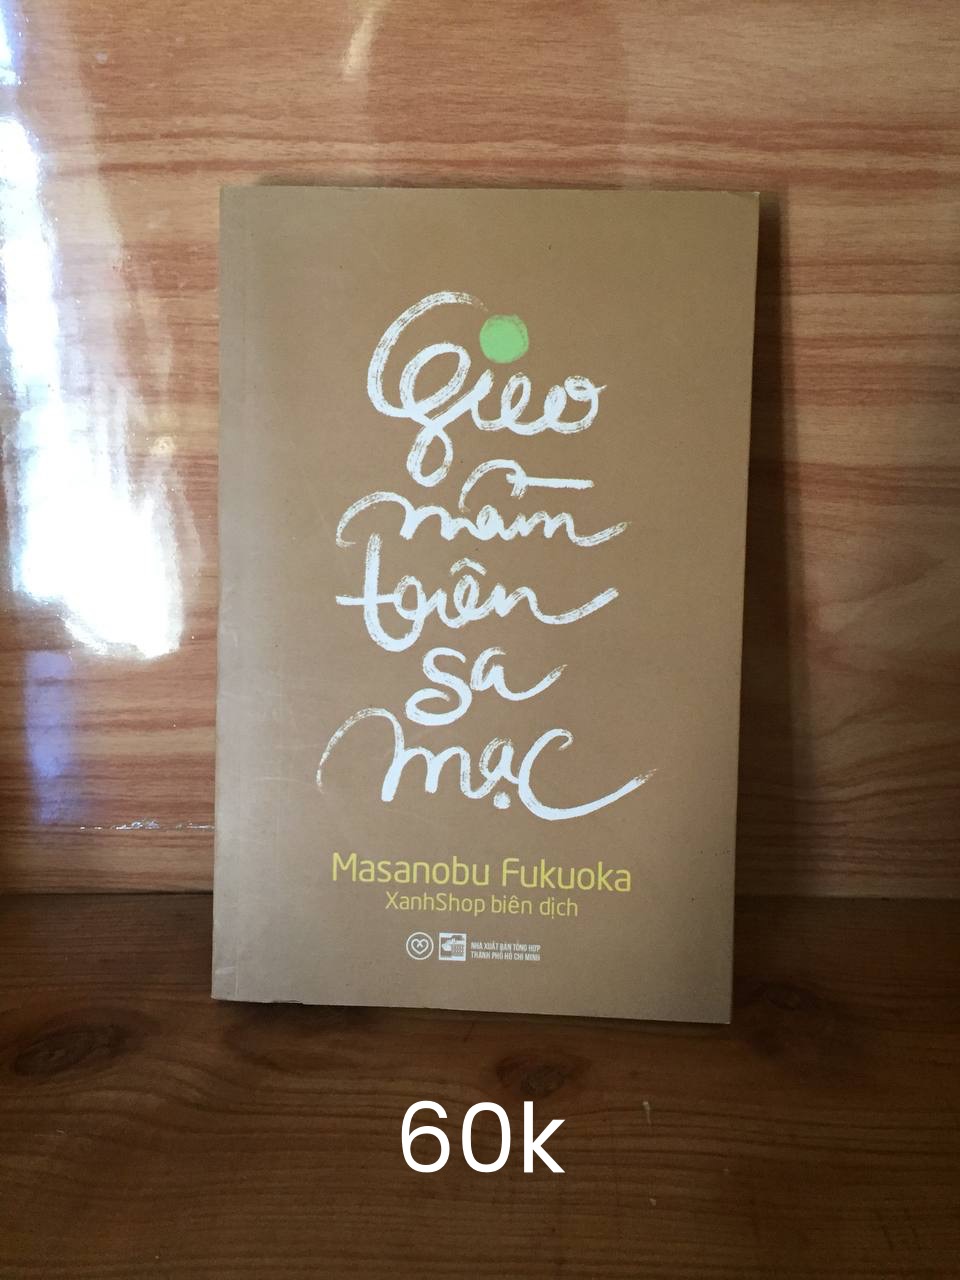 Gieo
mầm
trên
sa
mạc
Masanobu Fukuoka
XanhShop biên dịch
NHÀ XUẤT BẢN TỔNG HỢP
THÀNH PHỐ HỒ CHÍ MINH
60k